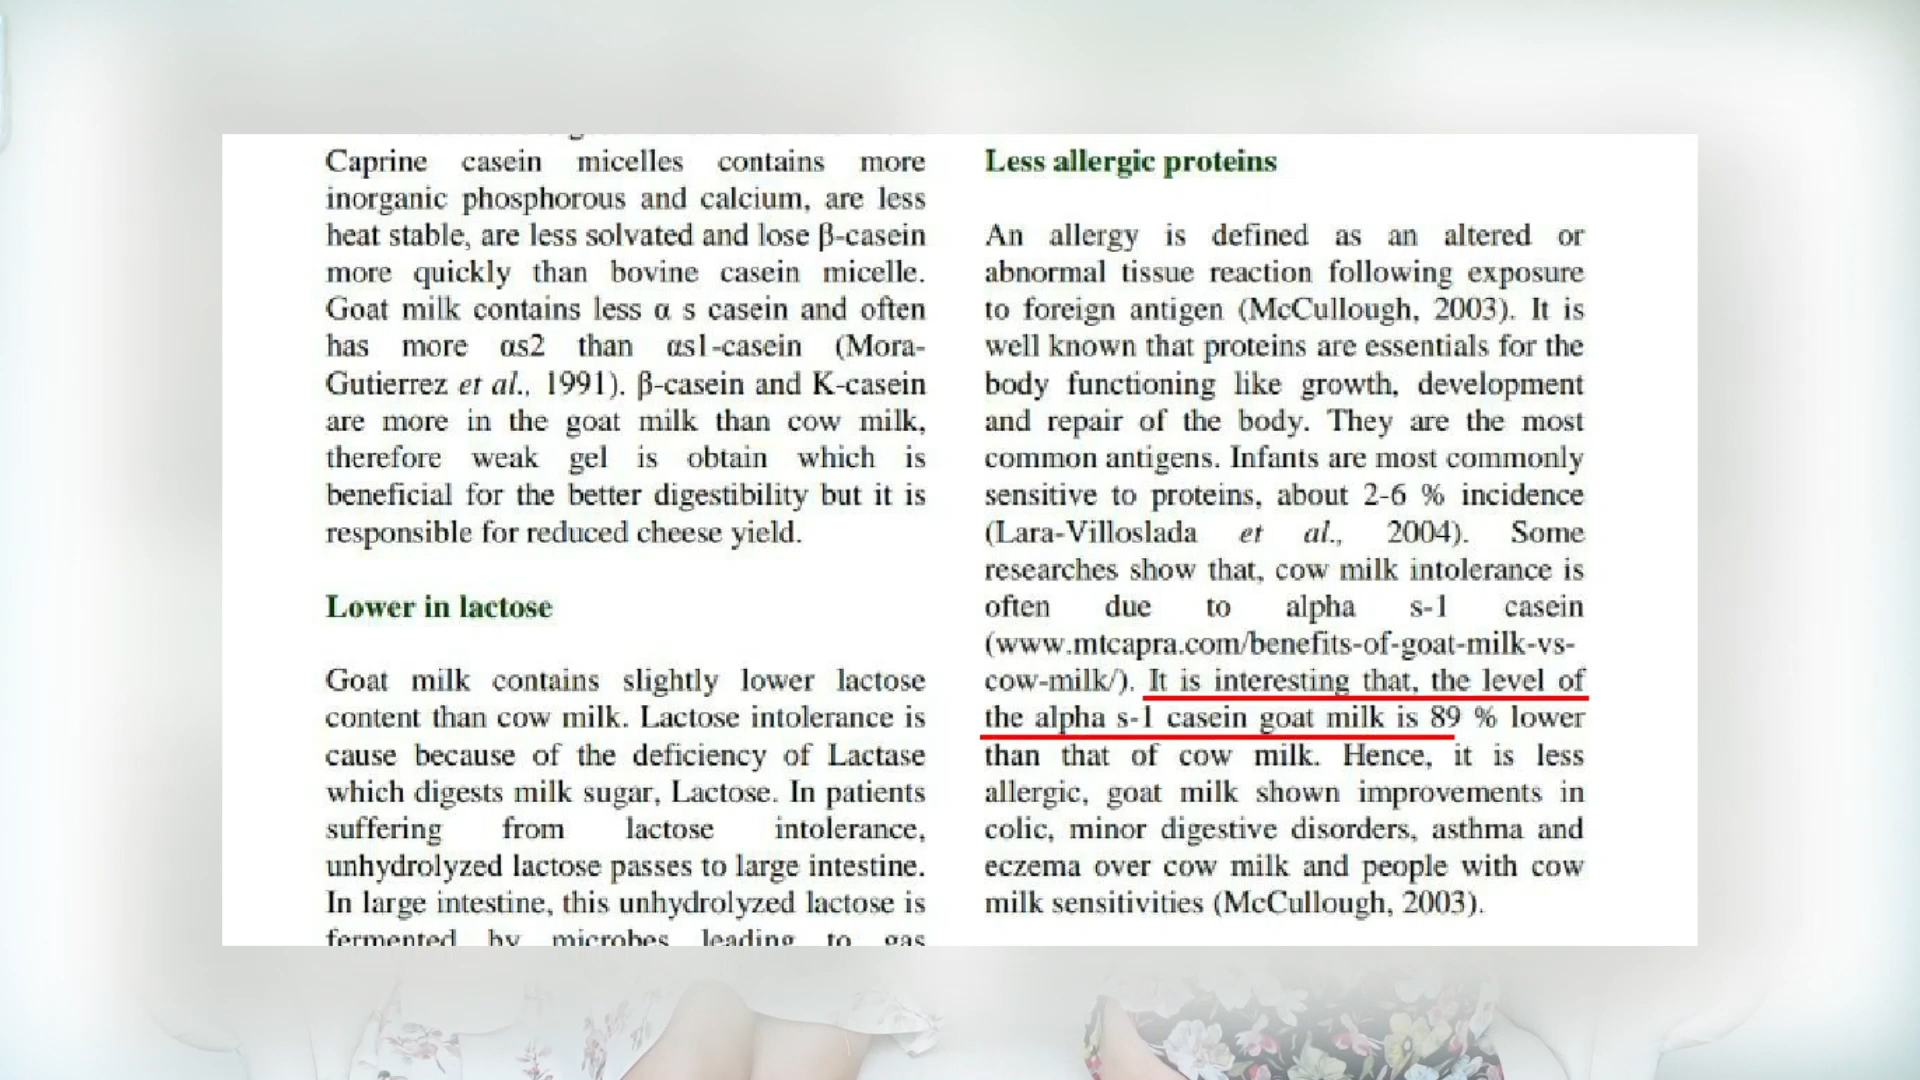 Caprine casein micelles contains more
inorganic phosphorous and calcium, are less
heat stable, are less solvated and lose β-casein
more quickly than bovine casein micelle.
Goat milk contains less α s casein and often
has more αs2 than αs1-casein (Mora-
Gutierrez et al., 1991). β-casein and K-casein
are more in the goat milk than cow milk,
therefore weak gel is obtain which is
beneficial for the better digestibility but it is
responsible for reduced cheese yield.
Lower in lactose
Goat milk contains slightly lower lactose
content than cow milk. Lactose intolerance is
cause because of the deficiency of Lactase
which digests milk sugar, Lactose. In patients
suffering from lactose intolerance,
unhydrolyzed lactose passes to large intestine.
In large intestine, this unhydrolyzed lactose is
fermented by microbes leading to gas
Less allergic proteins
An allergy is defined as an altered or
abnormal tissue reaction following exposure
to foreign antigen (McCullough, 2003). It is
well known that proteins are essentials for the
body functioning like growth, development
and repair of the body. They are the most
common antigens. Infants are most commonly
sensitive to proteins, about 2-6 % incidence
(Lara-Villoslada et al., 2004). Some
researches show that, cow milk intolerance is
often due to alpha s-1 casein
(www.mtcapra.com/benefits-of-goat-milk-vs-
cow-milk/). It is interesting that, the level of
the alpha s-1 casein goat milk is 89 % lower
than that of cow milk. Hence, it is less
allergic, goat milk shown improvements in
colic, minor digestive disorders, asthma and
eczema over cow milk and people with cow
milk sensitivities (McCullough, 2003).